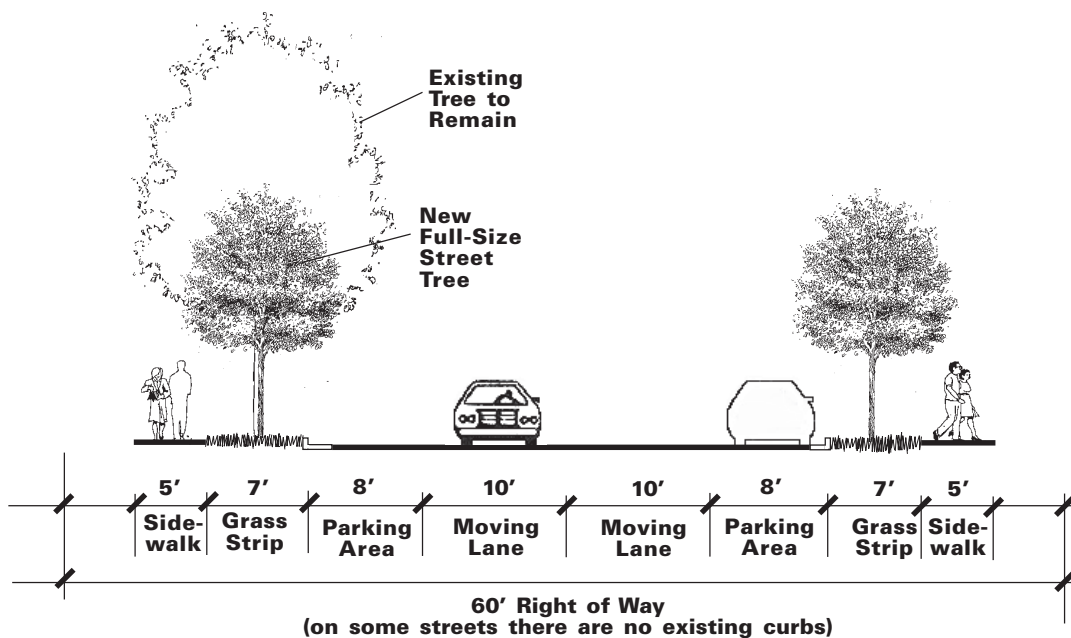 Existing
Tree to
Remain
New
Full-Size
Street
Tree
5’ 7’ 8’ 10’ 10’ 8’ 7’ 5’
Side-
walk
Grass
Strip
Parking
Area
Moving
Lane
Moving
Lane
Parking
Area
Grass
Strip
Side-
walk
60’ Right of Way
(on some streets there are no existing curbs)